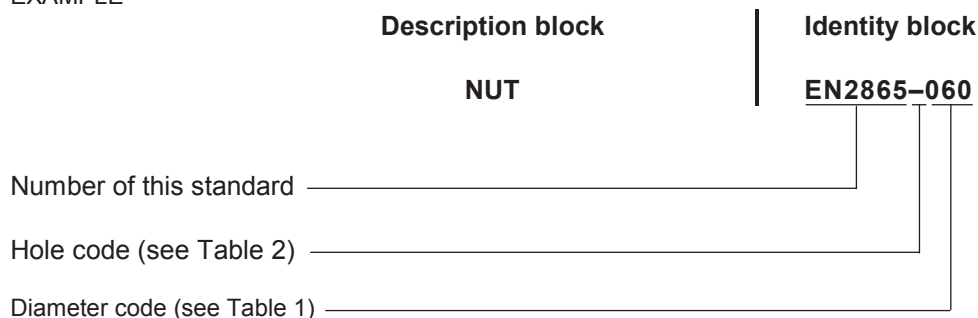 EXAMPLE
Description block Identity block
NUT EN2865–060
Number of this standard
Hole code (see Table 2)
Diameter code (see Table 1)